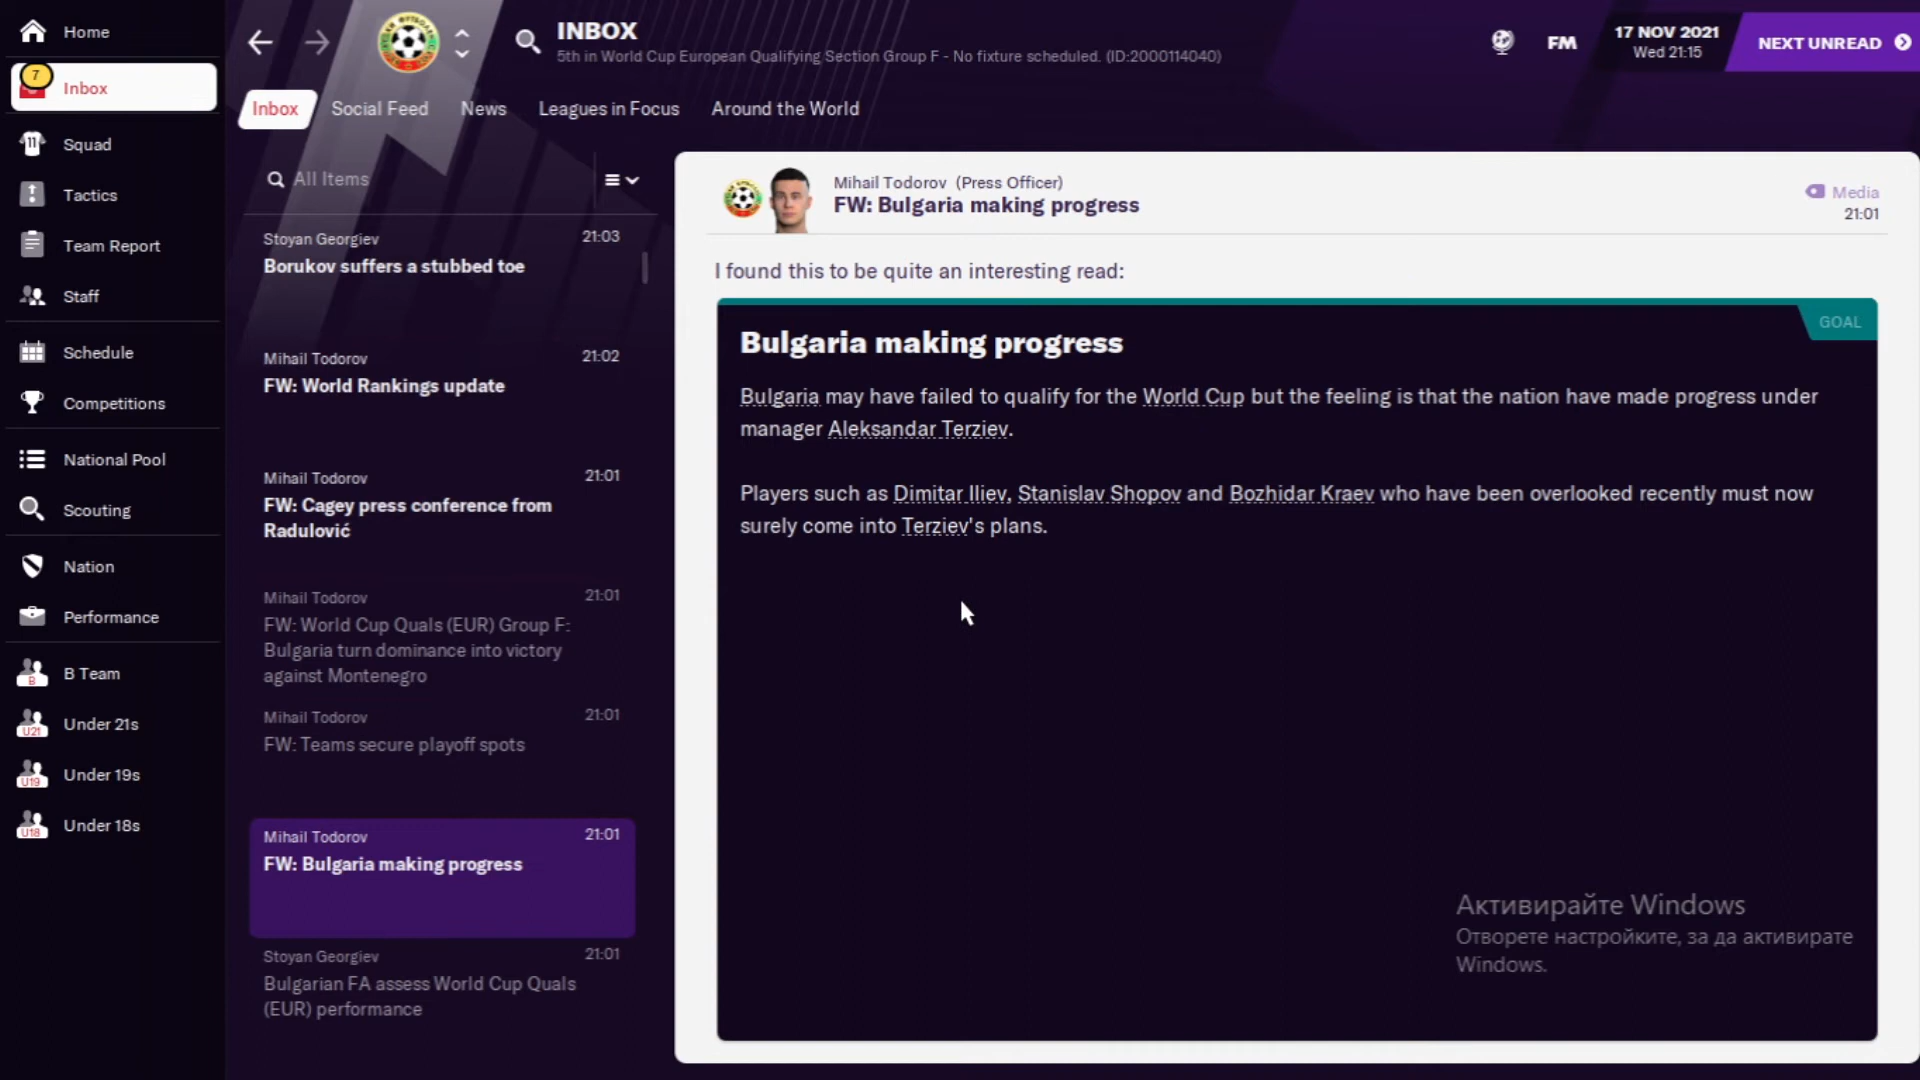 Home
7
Inbox
Squad
Tactics
Team Report
Staff
Schedule
Competitions
National Pool
Scouting
Nation
Performance
B
B Team
U21
Under 21s
U19
Under 19s
U18
Under 18s
INBOX
5th in World Cup European Qualifying Section Group F - No fixture scheduled. (ID:2000114040)
FM
17 NOV 2021
Wed 21:15
NEXT UNREAD
Inbox Social Feed News Leagues in Focus Around the World
All Items
Stoyan Georgiev 21:03
Borukov suffers a stubbed toe
Mihail Todorov 21:02
FW: World Rankings update
Mihail Todorov 21:01
FW: Cagey press conference from
Radulović
Mihail Todorov 21:01
FW: World Cup Quals (EUR) Group F:
Bulgaria turn dominance into victory
against Montenegro
Mihail Todorov 21:01
FW: Teams secure playoff spots
Mihail Todorov 21:01
FW: Bulgaria making progress
Stoyan Georgiev 21:01
Bulgarian FA assess World Cup Quals
(EUR) performance
Mihail Todorov (Press Officer)
FW: Bulgaria making progress
Media
21:01
I found this to be quite an interesting read:
GOAL
Bulgaria making progress
Bulgaria may have failed to qualify for the World Cup but the feeling is that the nation have made progress under
manager Aleksandar Terziev.
Players such as Dimitar Iliev, Stanislav Shopov and Bozhidar Kraev who have been overlooked recently must now
surely come into Terziev's plans.
Активирайте Windows
Отворете настройките, за да активирате
Windows.